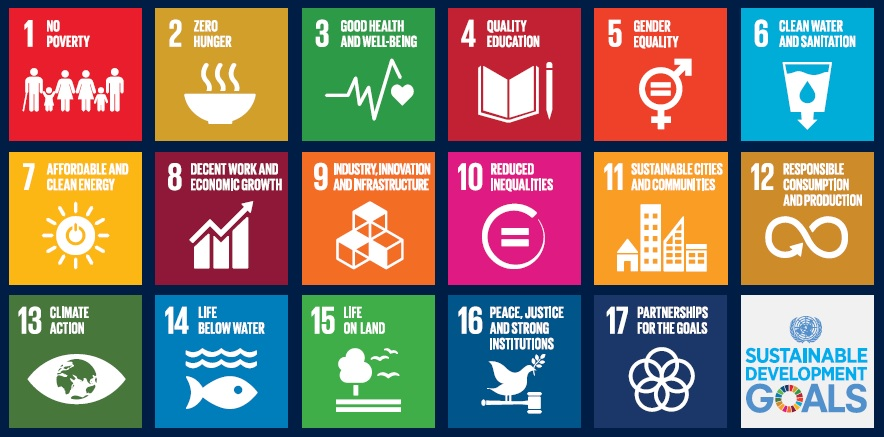 1 NO
POVERTY
2 ZERO
HUNGER
3 GOOD HEALTH
AND WELL-BEING
4 QUALITY
EDUCATION
5 GENDER
EQUALITY
6 CLEAN WATER
AND SANITATION
7 AFFORDABLE AND
CLEAN ENERGY
8 DECENT WORK AND
ECONOMIC GROWTH
9 INDUSTRY, INNOVATION
AND INFRASTRUCTURE
10 REDUCED
INEQUALITIES
11 SUSTAINABLE CITIES
AND COMMUNITIES
12 RESPONSIBLE
CONSUMPTION
AND PRODUCTION
13 CLIMATE
ACTION
14 LIFE
BELOW WATER
15 LIFE
ON LAND
16 PEACE, JUSTICE
AND STRONG
INSTITUTIONS
17 PARTNERSHIPS
FOR THE GOALS
SUSTAINABLE
DEVELOPMENT
GOALS